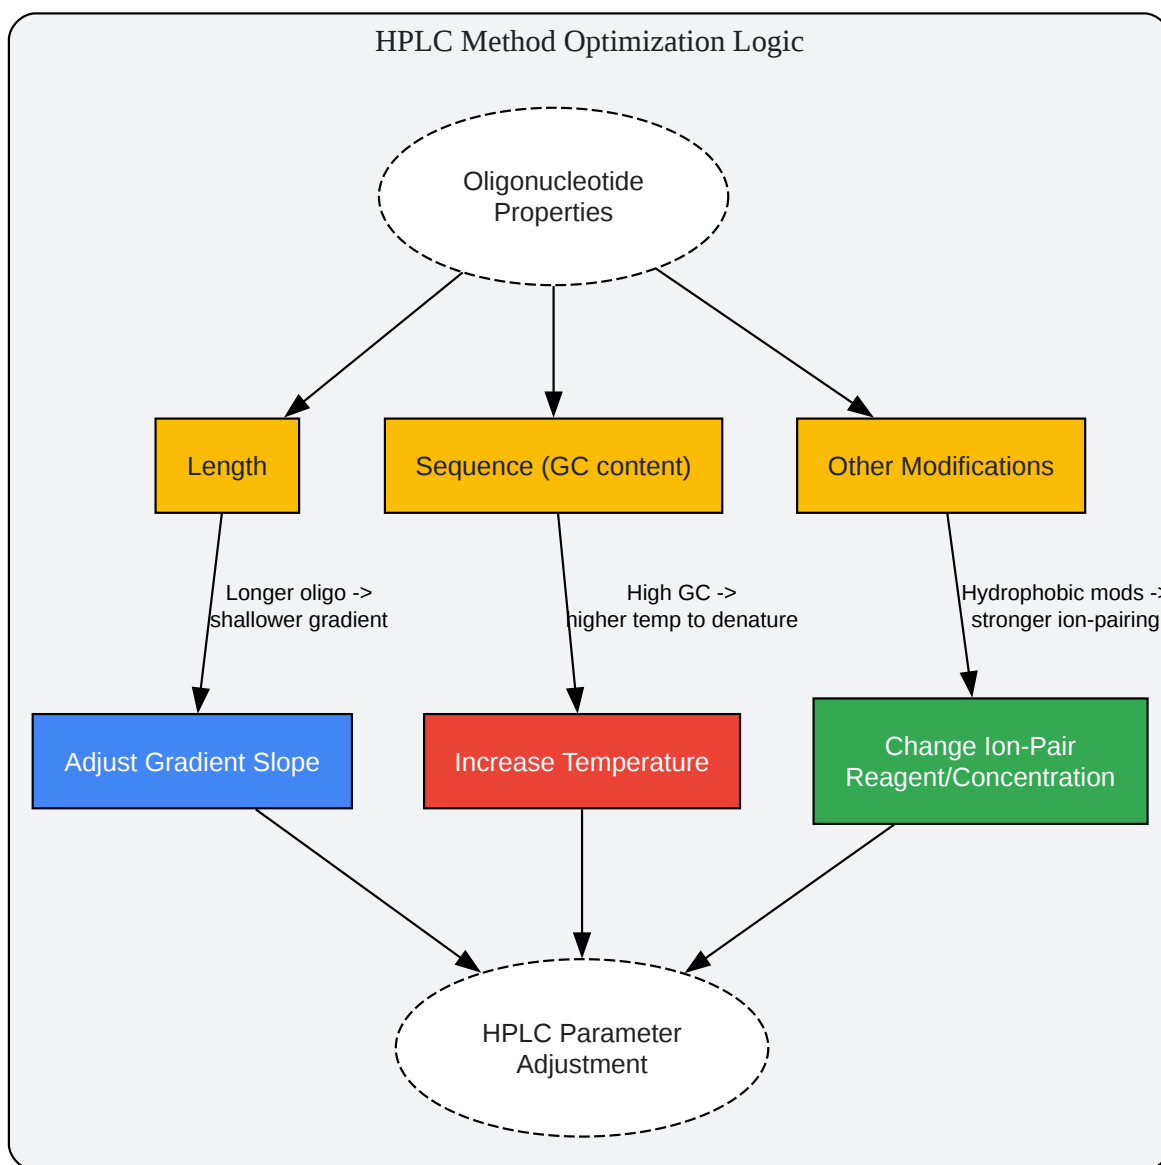 HPLC Method Optimization Logic
Oligonucleotide
Properties
Length
Sequence (GC content)
Other Modifications
Longer oligo ->
shallower gradient
High GC ->
higher temp to denature
Hydrophobic mods ->
stronger ion-pairing
Adjust Gradient Slope
Increase Temperature
Change Ion-Pair
Reagent/Concentration
HPLC Parameter
Adjustment